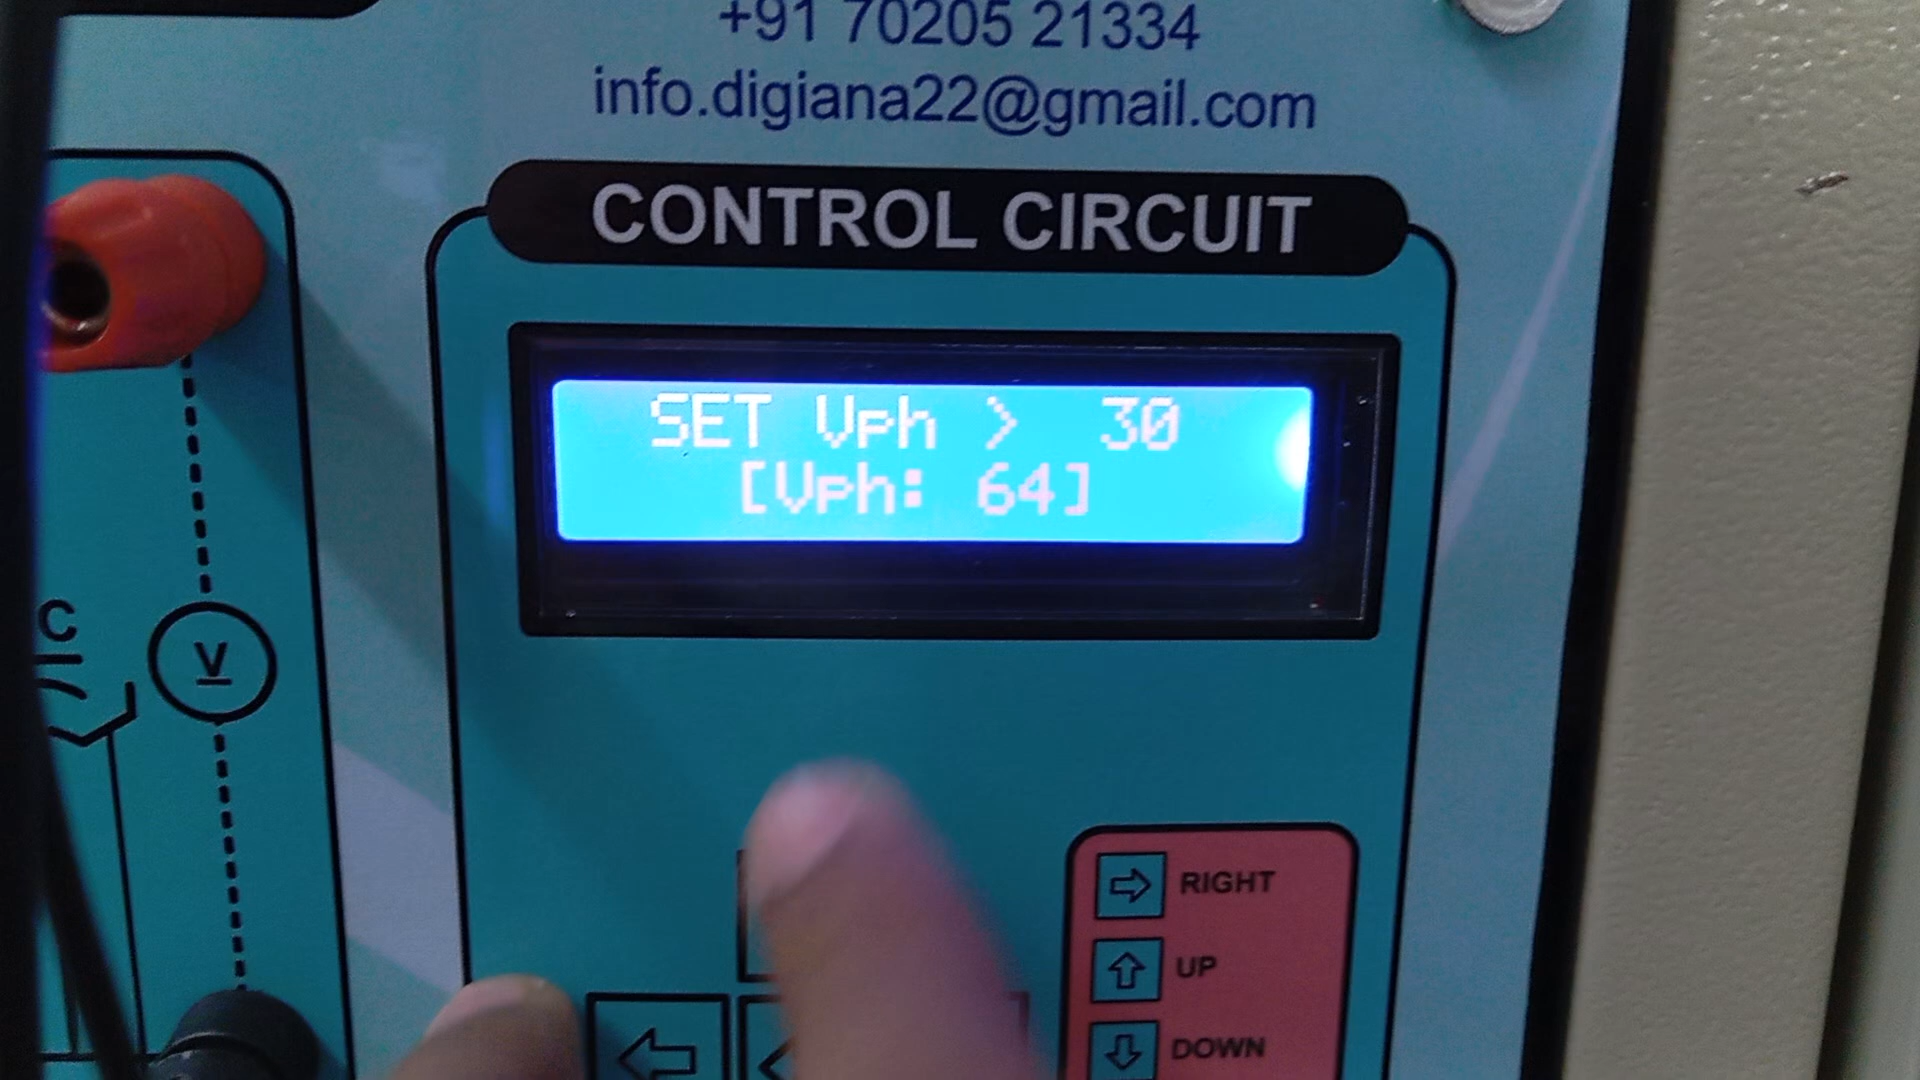 +91 70205 21334
info.digiana22@gmail.com
CONTROL CIRCUIT
SET Vph > 30
[Vph: 64]
C
V
RIGHT
UP
DOWN